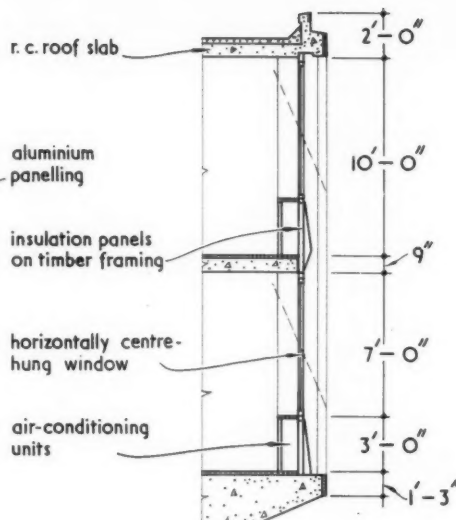 r. c. roof slab
aluminium
panelling
insulation panels
on timber framing
horizontally centre-
hung window
air-conditioning
units
2'-0"
10'-0"
9"
7'-0"
3'-0"
1'-3"